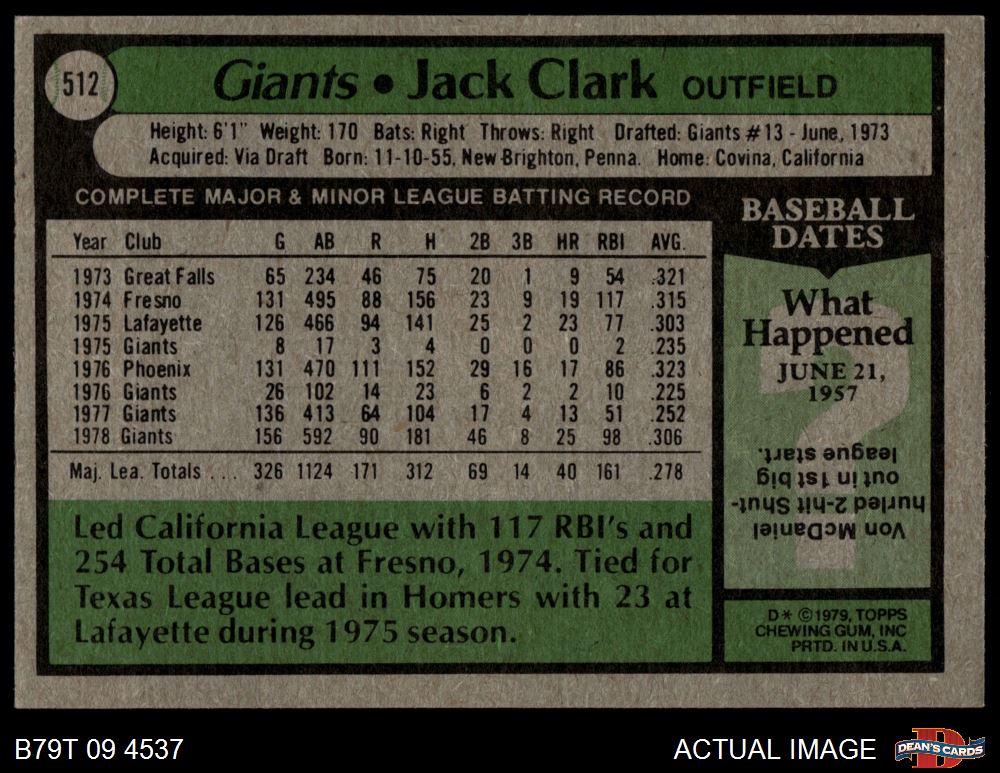 512
Giants • Jack Clark OUTFIELD
Height: 6'1" Weight: 170 Bats: Right Throws: Right Drafted: Giants #13 - June, 1973
Acquired: Via Draft Born: 11-10-55, New Brighton, Penna. Home: Covina, California
COMPLETE MAJOR & MINOR LEAGUE BATTING RECORD
Year Club G AB R H 2B 3B HR RBI AVG.
1973 Great Falls 65 234 46 75 20 1 9 54 .321
1974 Fresno 131 495 88 156 23 9 19 117 .315
1975 Lafayette 126 466 94 141 25 2 23 77 .303
1975 Giants 8 17 3 4 0 0 0 2 .235
1976 Phoenix 131 470 111 152 29 16 17 86 .323
1976 Giants 26 102 14 23 6 2 2 10 .225
1977 Giants 136 413 64 104 17 4 13 51 .252
1978 Giants 156 592 90 181 46 8 25 98 .306
Maj. Lea. Totals . . . 326 1124 171 312 69 14 40 161 .278
Led California League with 117 RBI's and
254 Total Bases at Fresno, 1974. Tied for
Texas League lead in Homers with 23 at
Lafayette during 1975 season.
BASEBALL
DATES
What
Happened
JUNE 21,
1957
?
Von McDaniel
hurled 2-hit Shut-
out in 1st big
league start.
D* ©1979, TOPPS
CHEWING GUM, INC
PRTD. IN U.S.A.
B79T 09 4537
ACTUAL IMAGE
D
DEAN'S CARDS